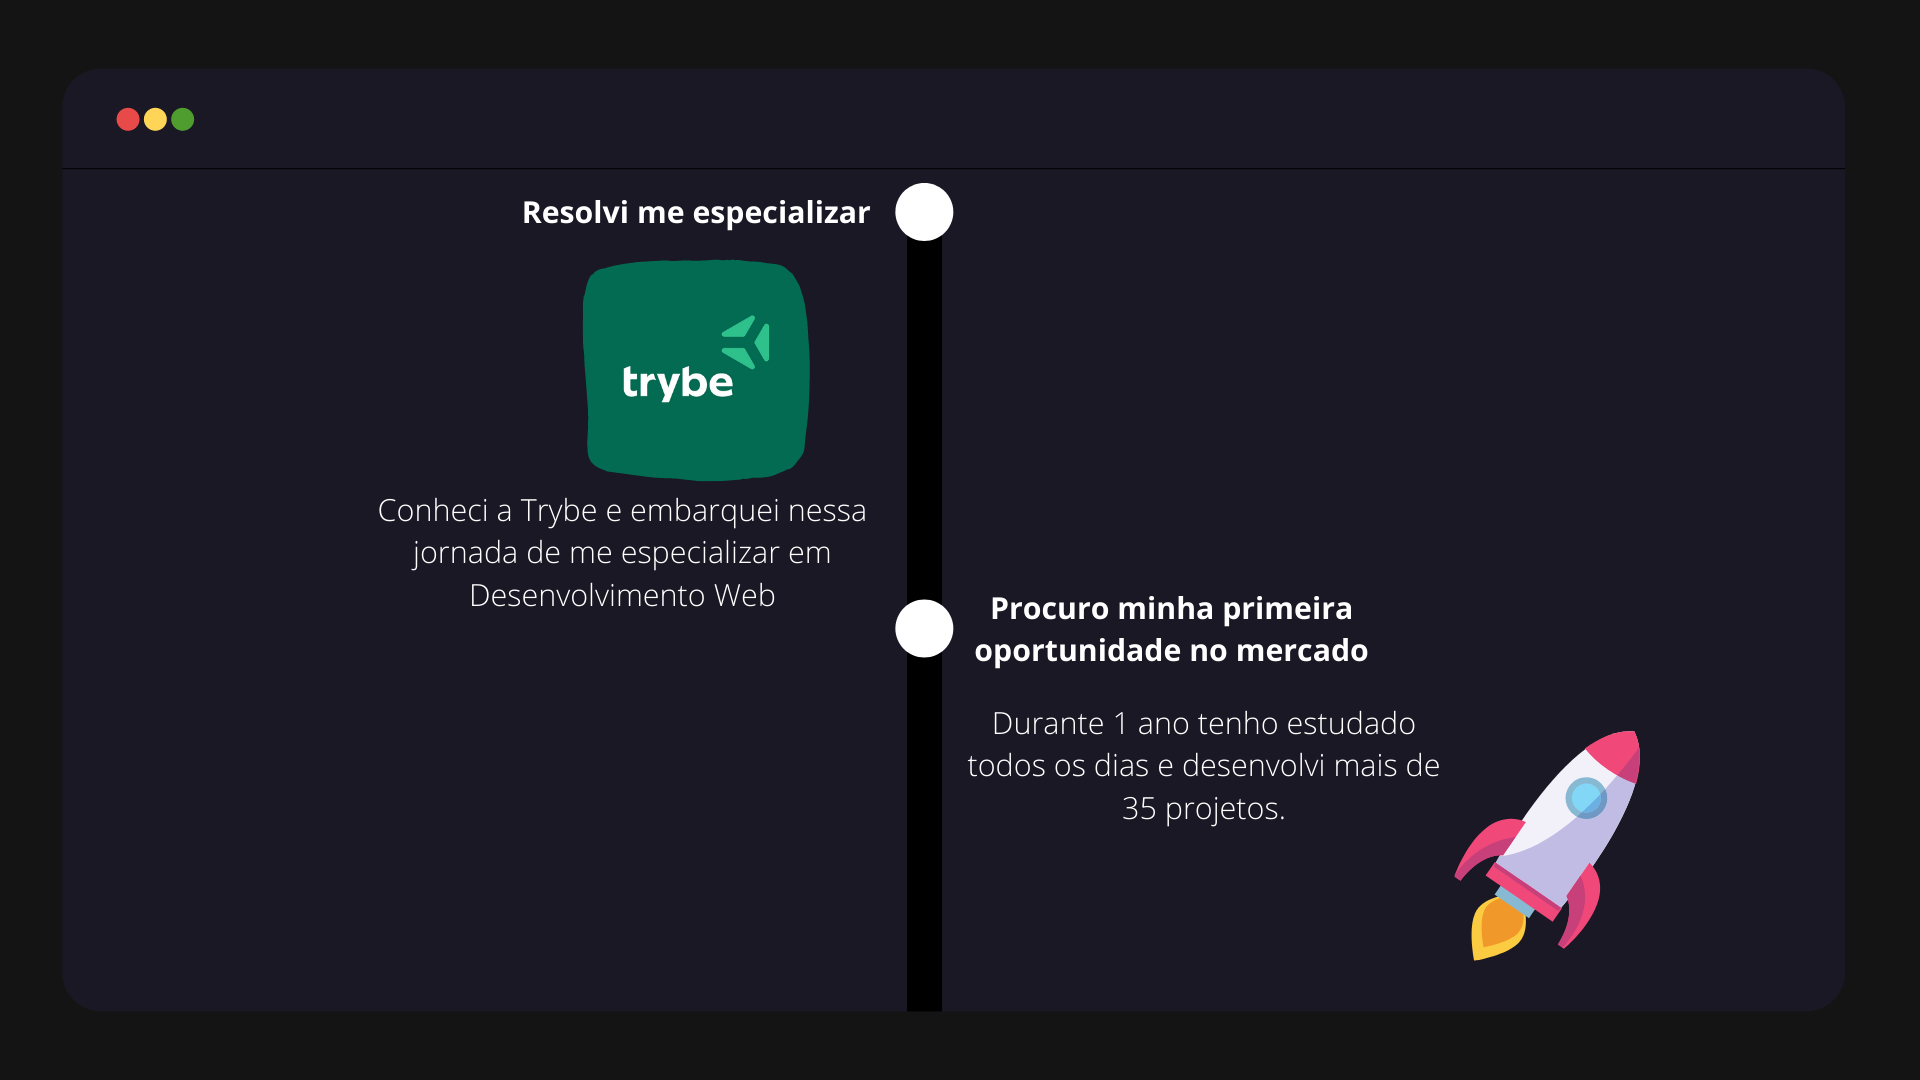 Resolvi me especializar
trybe
Conheci a Trybe e embarquei nessa
jornada de me especializar em
Desenvolvimento Web
Procuro minha primeira
oportunidade no mercado
Durante 1 ano tenho estudado
todos os dias e desenvolvi mais de
35 projetos.